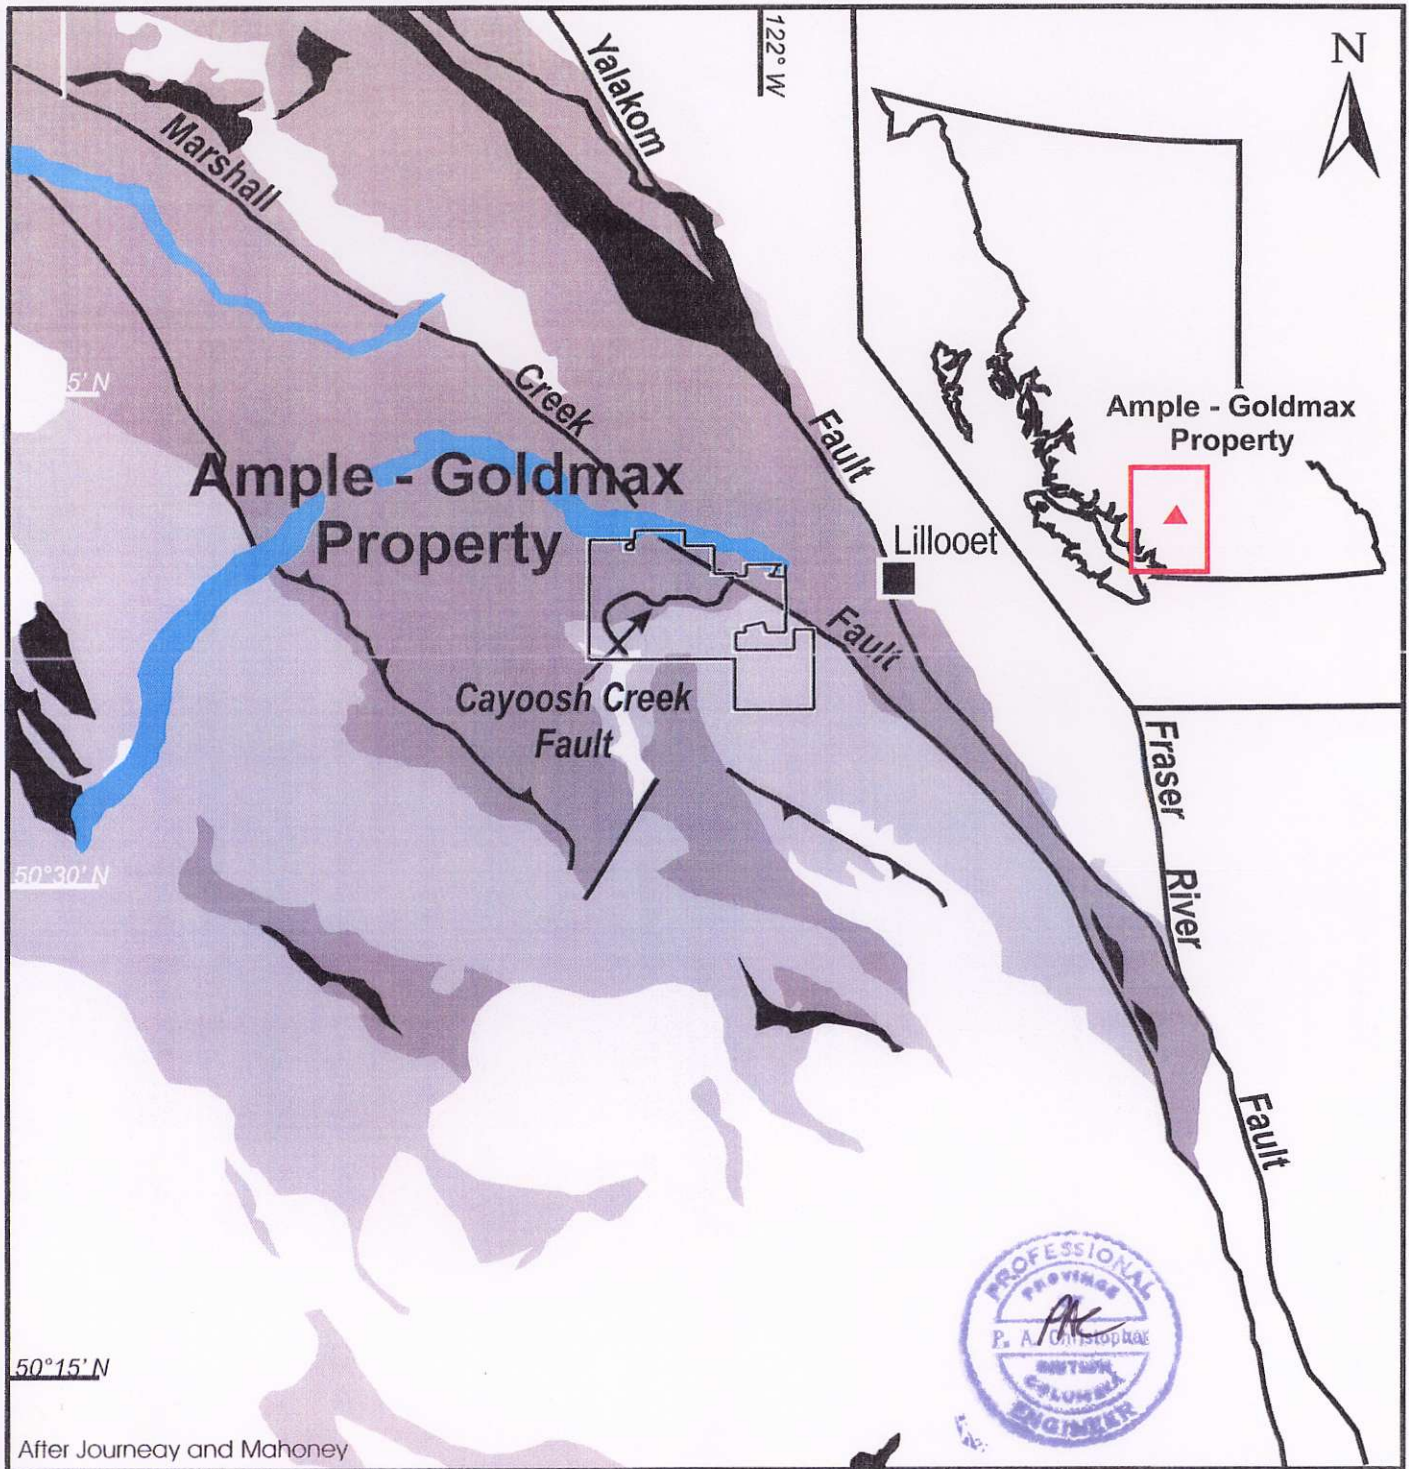 122° W
N
Yalakom
Marshall
5' N
Creek
Fault
Ample - Goldmax
Property
Ample - Goldmax
Property
Lillooet
Fault
Cayoosh Creek
Fault
Fraser
River
50°30' N
Fault
PROFESSIONAL
PROVINCE
P. A. Christopher
COLUMBIA
ENGINEER
50°15' N
After Journeay and Mahoney